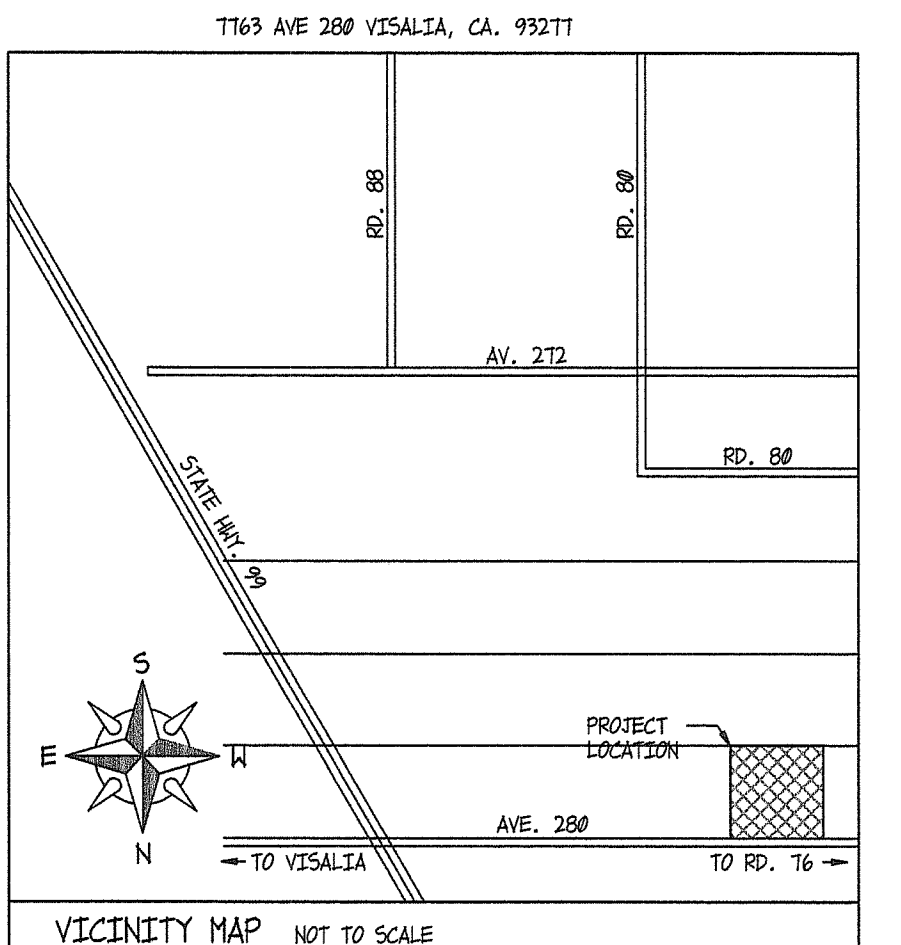 7763 AVE 280 VISALIA, CA. 93277
RD. 88
RD. 80
AV. 272
RD. 80
STATE HWY. 99
S
E
W
N
PROJECT
LOCATION
AVE. 280
TO VISALIA
TO RD. 76
VICINITY MAP NOT TO SCALE